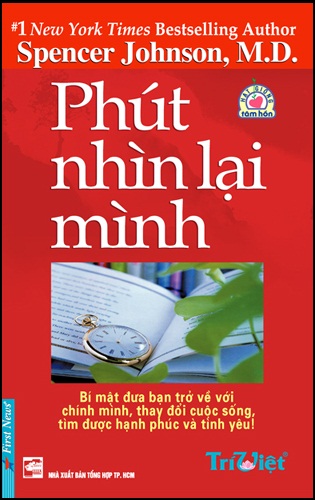 #1 New York Times Bestselling Author
Spencer Johnson, M.D.
Phút
nhìn lại
mình
HẠT GIỐNG
tâm hồn
Bí mật đưa bạn trở về với
chính mình, thay đổi cuộc sống,
tìm được hạnh phúc và tình yêu!
First News
NHÀ XUẤT BẢN TỔNG HỢP TP. HCM
TríViệt